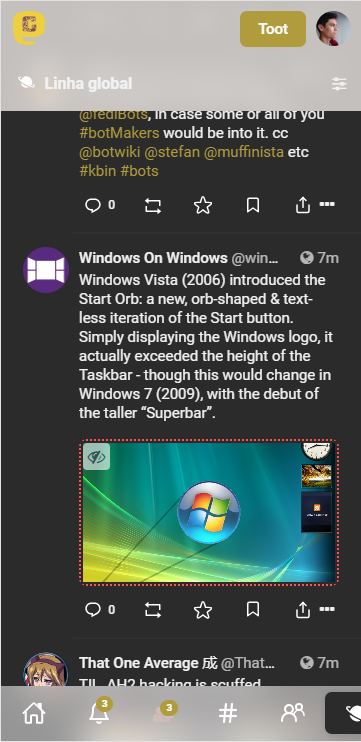 Toot
Linha global
@fediBots, in case some or all of you
#botMakers would be into it. cc
@botwiki @stefan @muffinista etc
#kbin #bots
0
Windows On Windows @win... 7m
Windows Vista (2006) introduced the
Start Orb: a new, orb-shaped & text-
less iteration of the Start button.
Simply displaying the Windows logo, it
actually exceeded the height of the
Taskbar - though this would change in
Windows 7 (2009), with the debut of
the taller “Superbar”.
0
That One Average 成 @That... 7m
TIL, AH2 hacking is scuffed
3
3
#